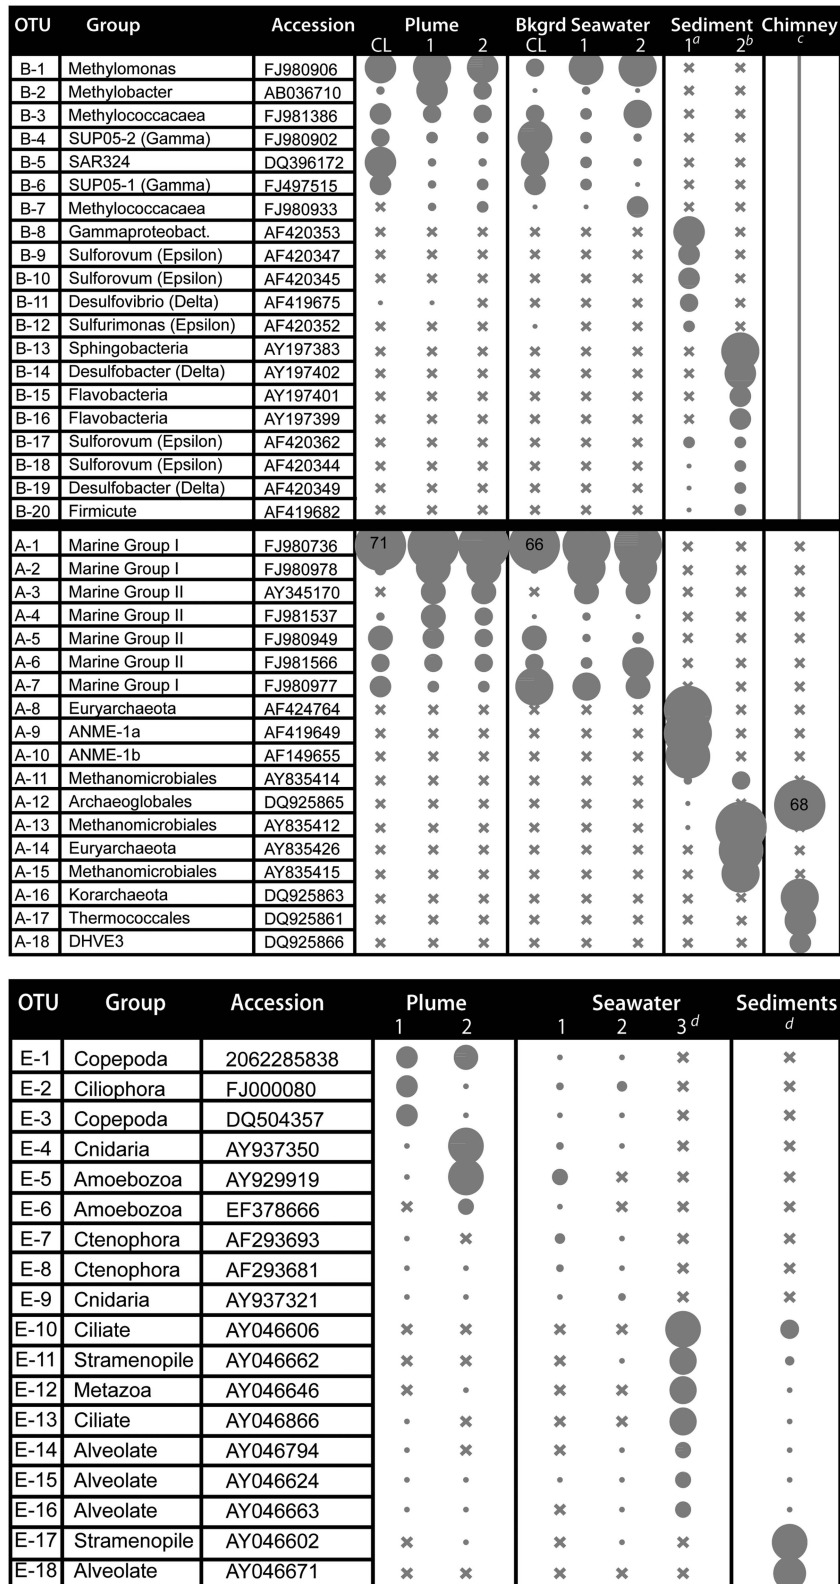 OTU Group Accession Plume Bkgrd Seawater Sediment Chimney
CL 1 2 CL 1 2 1a 2b c
B-1 Methylomonas FJ980906
B-2 Methylobacter AB036710
B-3 Methylococcacaea FJ981386
B-4 SUP05-2 (Gamma) FJ980902
B-5 SAR324 DQ396172
B-6 SUP05-1 (Gamma) FJ497515
B-7 Methylococcacaea FJ980933
B-8 Gammaproteobact. AF420353
B-9 Sulforovum (Epsilon) AF420347
B-10 Sulforovum (Epsilon) AF420345
B-11 Desulfovibrio (Delta) AF419675
B-12 Sulfurimonas (Epsilon) AF420352
B-13 Sphingobacteria AY197383
B-14 Desulfobacter (Delta) AY197402
B-15 Flavobacteria AY197401
B-16 Flavobacteria AY197399
B-17 Sulforovum (Epsilon) AF420362
B-18 Sulforovum (Epsilon) AF420344
B-19 Desulfobacter (Delta) AF420349
B-20 Firmicute AF419682
A-1 Marine Group I FJ980736 71 66
A-2 Marine Group I FJ980978
A-3 Marine Group II AY345170
A-4 Marine Group II FJ981537
A-5 Marine Group II FJ980949
A-6 Marine Group II FJ981566
A-7 Marine Group I FJ980977
A-8 Euryarchaeota AF424764
A-9 ANME-1a AF419649
A-10 ANME-1b AF149655
A-11 Methanomicrobiales AY835414
A-12 Archaeoglobales DQ925865 68
A-13 Methanomicrobiales AY835412
A-14 Euryarchaeota AY835426
A-15 Methanomicrobiales AY835415
A-16 Korarchaeota DQ925863
A-17 Thermococcales DQ925861
A-18 DHVE3 DQ925866
OTU Group Accession Plume Seawater Sediments
1 2 1 2 3d d
E-1 Copepoda 2062285838
E-2 Ciliophora FJ000080
E-3 Copepoda DQ504357
E-4 Cnidaria AY937350
E-5 Amoebozoa AY929919
E-6 Amoebozoa EF378666
E-7 Ctenophora AF293693
E-8 Ctenophora AF293681
E-9 Cnidaria AY937321
E-10 Ciliate AY046606
E-11 Stramenopile AY046662
E-12 Metazoa AY046646
E-13 Ciliate AY046866
E-14 Alveolate AY046794
E-15 Alveolate AY046624
E-16 Alveolate AY046663
E-17 Stramenopile AY046602
E-18 Alveolate AY046671